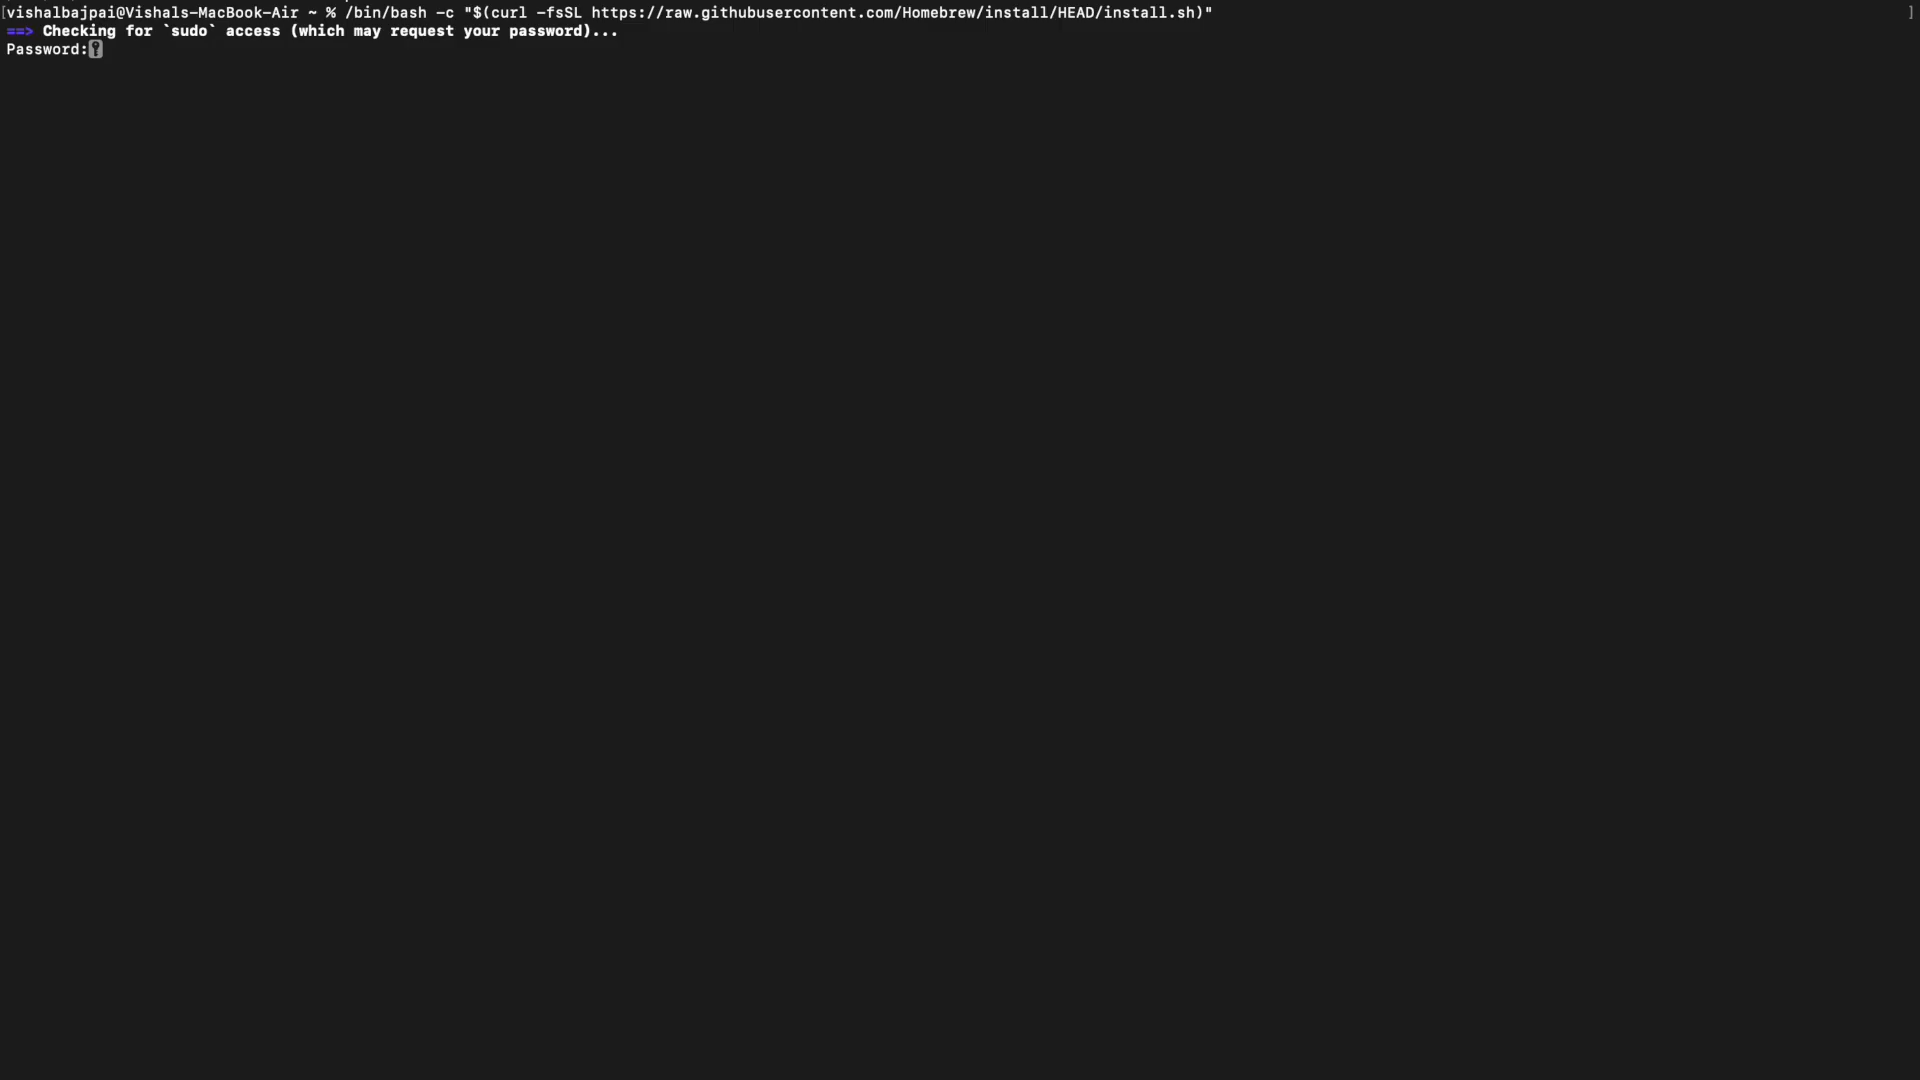 [vishalbajpai@Vishals-MacBook-Air ~ % /bin/bash -c "$(curl -fsSL https://raw.githubusercontent.com/Homebrew/install/HEAD/install.sh)" ]
==> Checking for `sudo` access (which may request your password)...
Password: